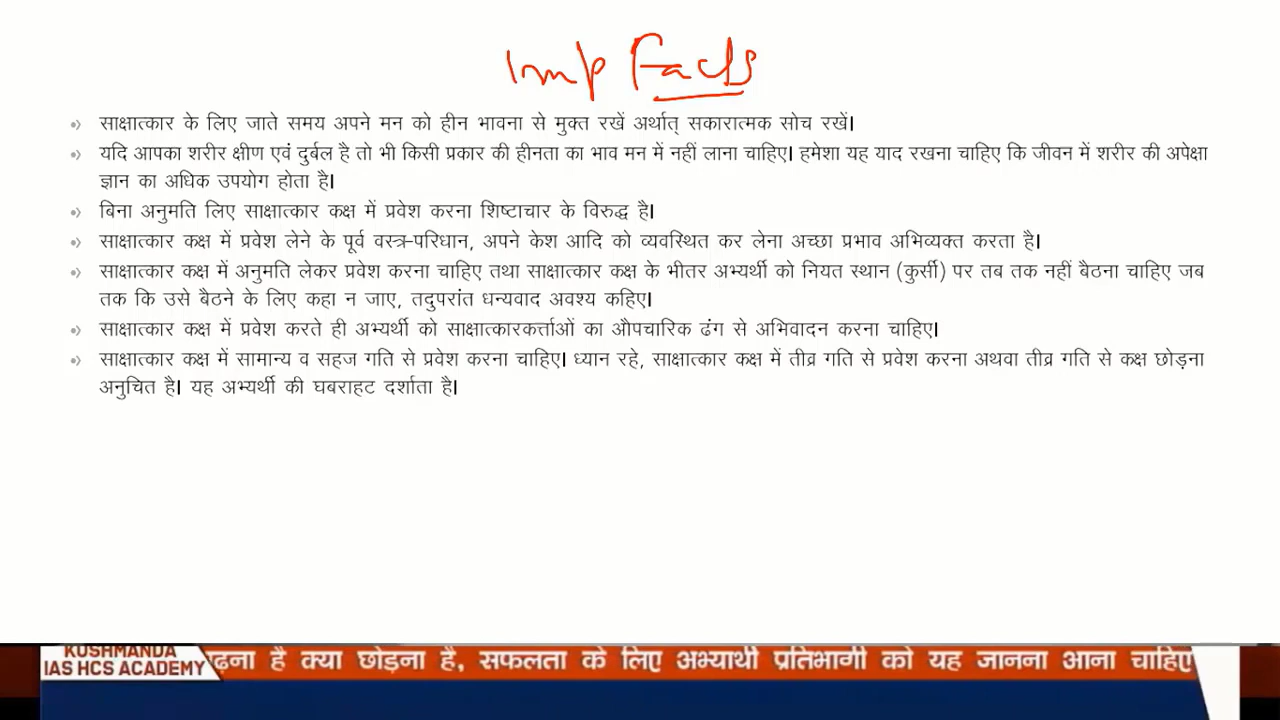 Imp Facts
साक्षात्कार के लिए जाते समय अपने मन को हीन भावना से मुक्त रखें अर्थात् सकारात्मक सोच रखें।
यदि आपका शरीर क्षीण एवं दुर्बल है तो भी किसी प्रकार की हीनता का भाव मन में नहीं लाना चाहिए। हमेशा यह याद रखना चाहिए कि जीवन में शरीर की अपेक्षा
ज्ञान का अधिक उपयोग होता है।
बिना अनुमति लिए साक्षात्कार कक्ष में प्रवेश करना शिष्टाचार के विरुद्ध है।
साक्षात्कार कक्ष में प्रवेश लेने के पूर्व वस्त्र-परिधान, अपने केश आदि को व्यवस्थित कर लेना अच्छा प्रभाव अभिव्यक्त करता है।
साक्षात्कार कक्ष में अनुमति लेकर प्रवेश करना चाहिए तथा साक्षात्कार कक्ष के भीतर अभ्यर्थी को नियत स्थान (कुर्सी) पर तब तक नहीं बैठना चाहिए जब
तक कि उसे बैठने के लिए कहा न जाए, तदुपरांत धन्यवाद अवश्य कहिए।
साक्षात्कार कक्ष में प्रवेश करते ही अभ्यर्थी को साक्षात्कारकर्त्ताओं का औपचारिक ढंग से अभिवादन करना चाहिए।
साक्षात्कार कक्ष में सामान्य व सहज गति से प्रवेश करना चाहिए। ध्यान रहे, साक्षात्कार कक्ष में तीव्र गति से प्रवेश करना अथवा तीव्र गति से कक्ष छोड़ना
अनुचित है। यह अभ्यर्थी की घबराहट दर्शाता है।
KUSHMANDA
IAS HCS ACADEMY
है क्या छोड़ना है, सफलता के लिए अभ्यार्थी प्रतिभागी को यह जानना आना चाहिए